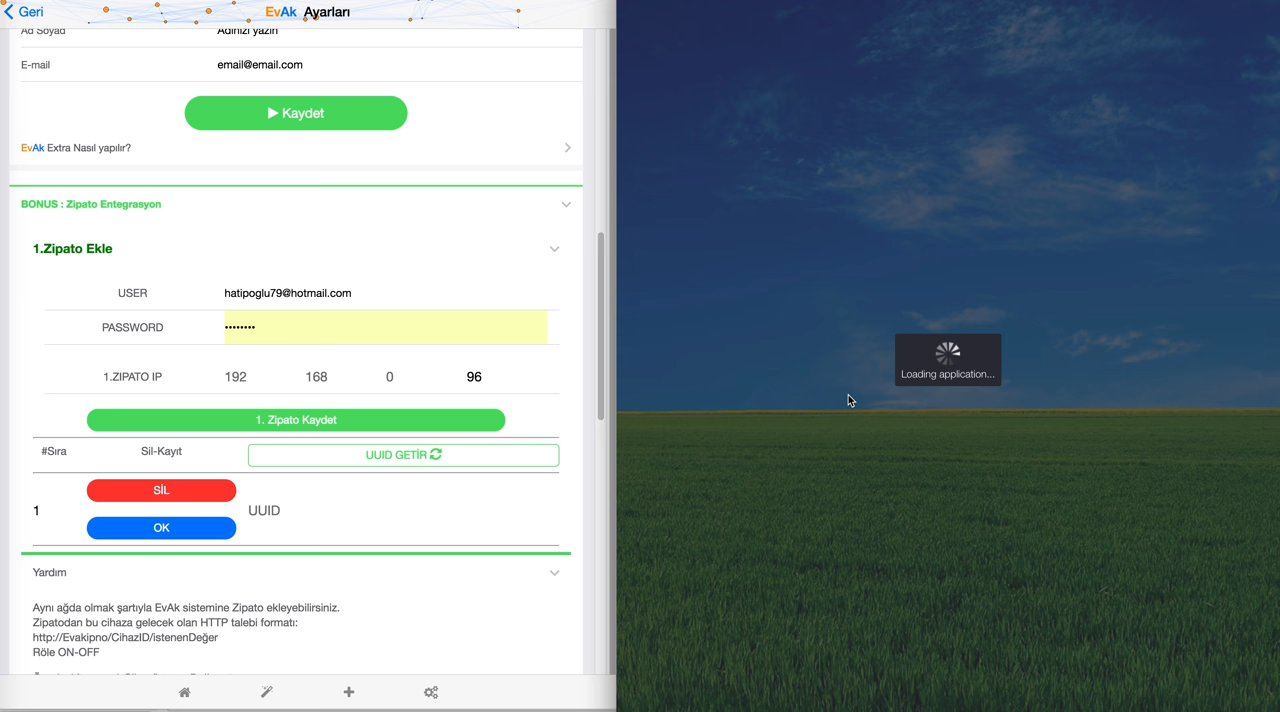 Geri
EvAk Ayarları
Ad Soyad Adınızı yazın
E-mail email@email.com
Kaydet
EvAk Extra Nasıl yapılır?
BONUS : Zipato Entegrasyon
1.Zipato Ekle
USER hatipoglu79@hotmail.com
PASSWORD ••••••••
1.ZIPATO IP 192 168 0 96
1. Zipato Kaydet
#Sıra Sil-Kayıt UUID GETİR
SİL
1 UUID
OK
Yardım
Aynı ağda olmak şartıyla EvAk sistemine Zipato ekleyebilirsiniz.
Zipatodan bu cihaza gelecek olan HTTP talebi formatı:
http://Evakipno/CihazID/istenenDeğer
Röle ON-OFF
Loading application...